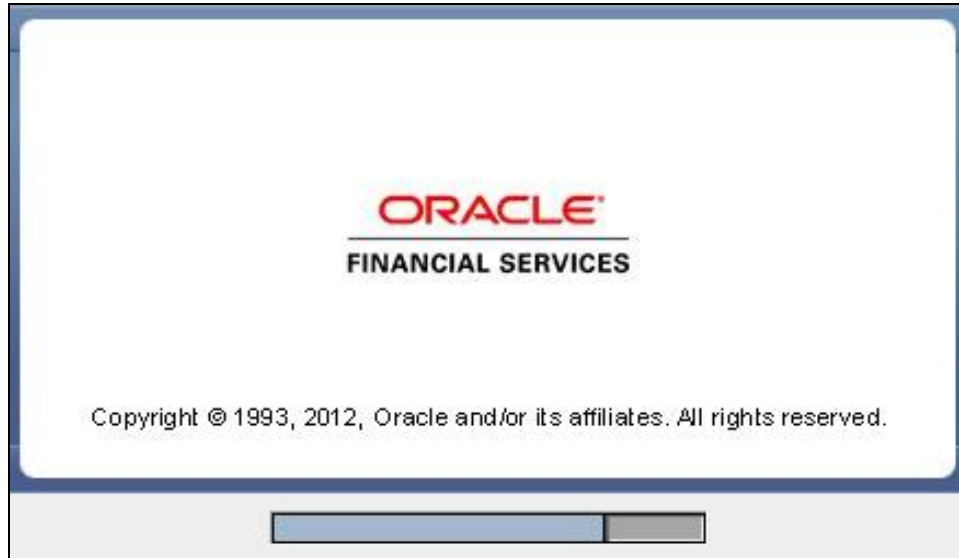 ORACLE®
FINANCIAL SERVICES
Copyright © 1993, 2012, Oracle and/or its affiliates. All rights reserved.